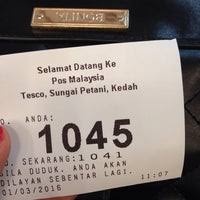 BONIA
Selamat Datang Ke
Pos Malaysia
Tesco, Sungai Petani, Kedah
O. ANDA:
1045
O. SEKARANG:1041
SILA DUDUK. ANDA AKAN
DILAYAN SEBENTAR LAGI.
01/03/2016 11:07